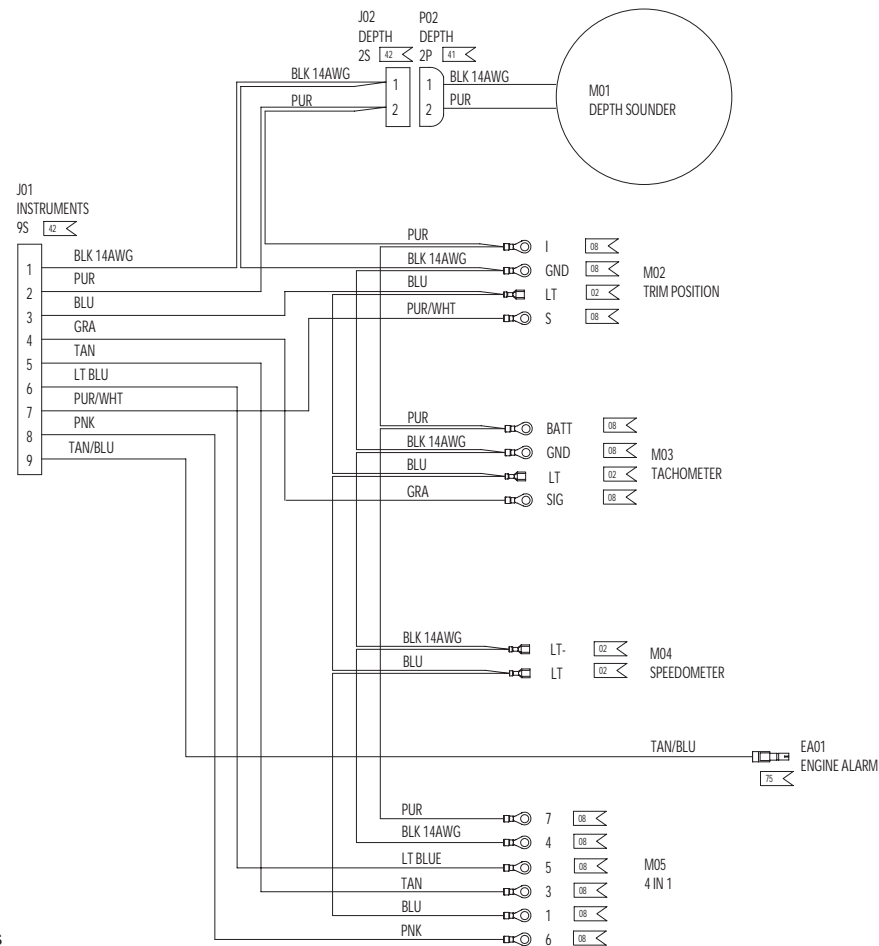 J02 P02
DEPTH DEPTH
2S 42 2P 41
BLK 14AWG 1 1 BLK 14AWG
PUR 2 2 PUR
M01
DEPTH SOUNDER
J01
INSTRUMENTS
9S 42
1 BLK 14AWG
2 PUR
3 BLU
4 GRA
5 TAN
6 LT BLU
7 PUR/WHT
8 PNK
9 TAN/BLU
PUR I 08
BLK 14AWG GND 08
BLU LT 02
PUR/WHT S 08
M02
TRIM POSITION
PUR BATT 08
BLK 14AWG GND 08
BLU LT 02
GRA SIG 08
M03
TACHOMETER
BLK 14AWG LT- 02
BLU LT 02
M04
SPEEDOMETER
TAN/BLU
EA01
ENGINE ALARM
75
PUR 7 08
BLK 14AWG 4 08
LT BLUE 5 08
TAN 3 08
BLU 1 08
PNK 6 08
M05
4 IN 1
s